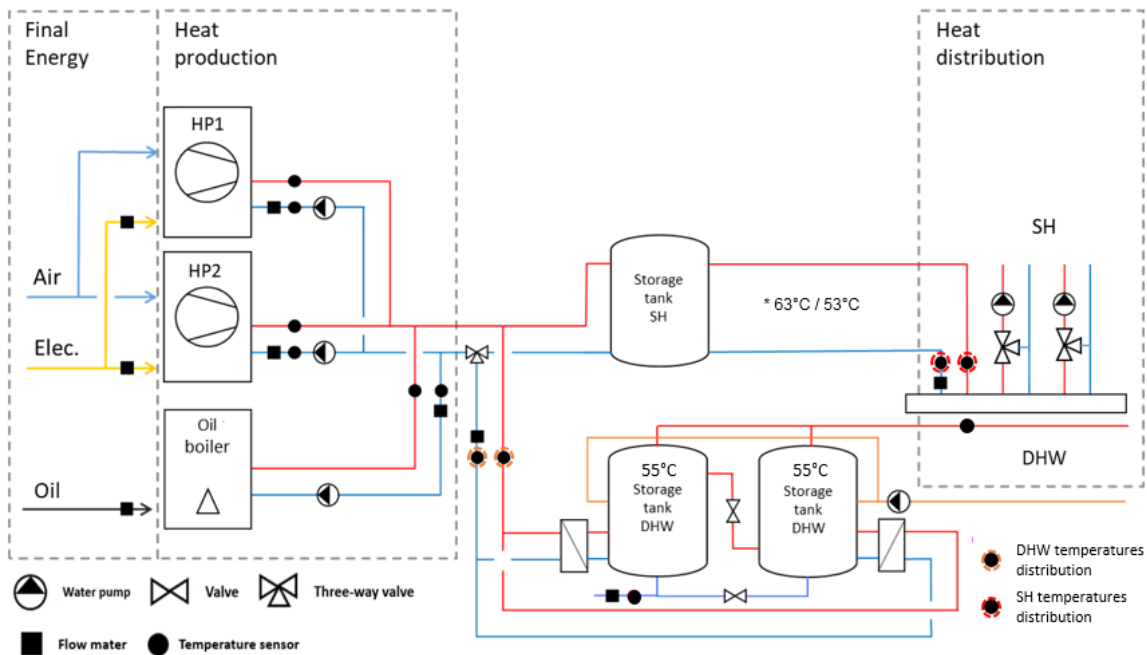 Final
Energy
Heat
production
Heat
distribution
HP1
HP2
Air
Elec.
Oil
boiler
Oil
Storage
tank
SH
* 63°C / 53°C
SH
DHW
55°C
Storage
tank
DHW
55°C
Storage
tank
DHW
DHW temperatures
distribution
SH temperatures
distribution
Water pump
Valve
Three-way valve
Flow mater
Temperature sensor